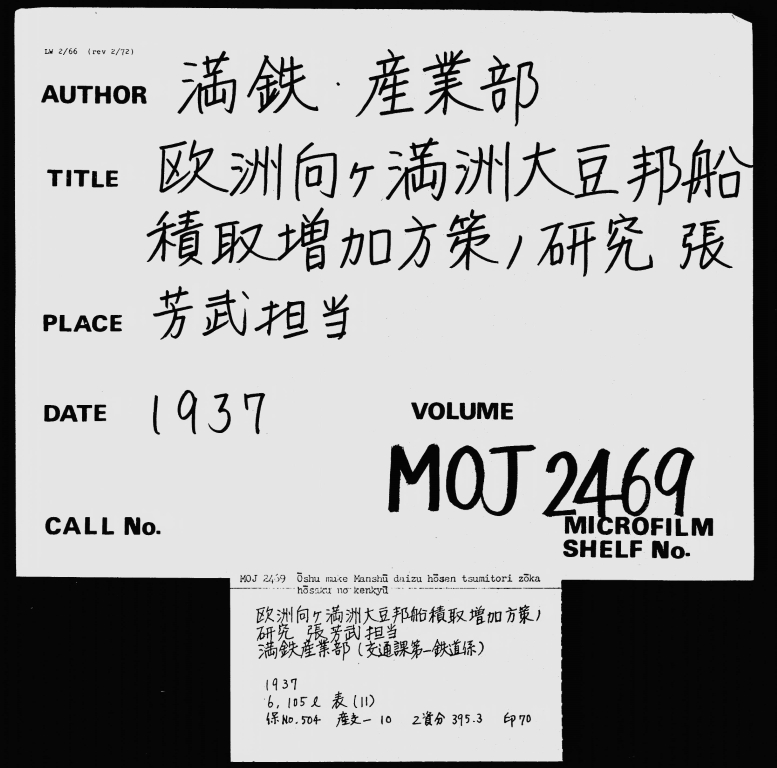 LW 2/66 (rev 2/72)
AUTHOR 満鉄・産業部
TITLE 欧洲向ヶ満洲大豆邦船
積取増加方策ノ研究 張
PLACE 芳武担当
DATE 1937
VOLUME
MOJ 2469
CALL No.
MICROFILM
SHELF No.
MOJ 2469 Ōshu muke Manshū daizu hōsen tsumitori zōka
hōsaku no kenkyū
欧洲向ヶ満洲大豆邦船積取増加方策ノ
研究 張芳武担当
満鉄産業部(交通課第一鉄道係)
1937
6, 105ℓ 表(11)
保No.504 産文-10 2資分 395.3 印70